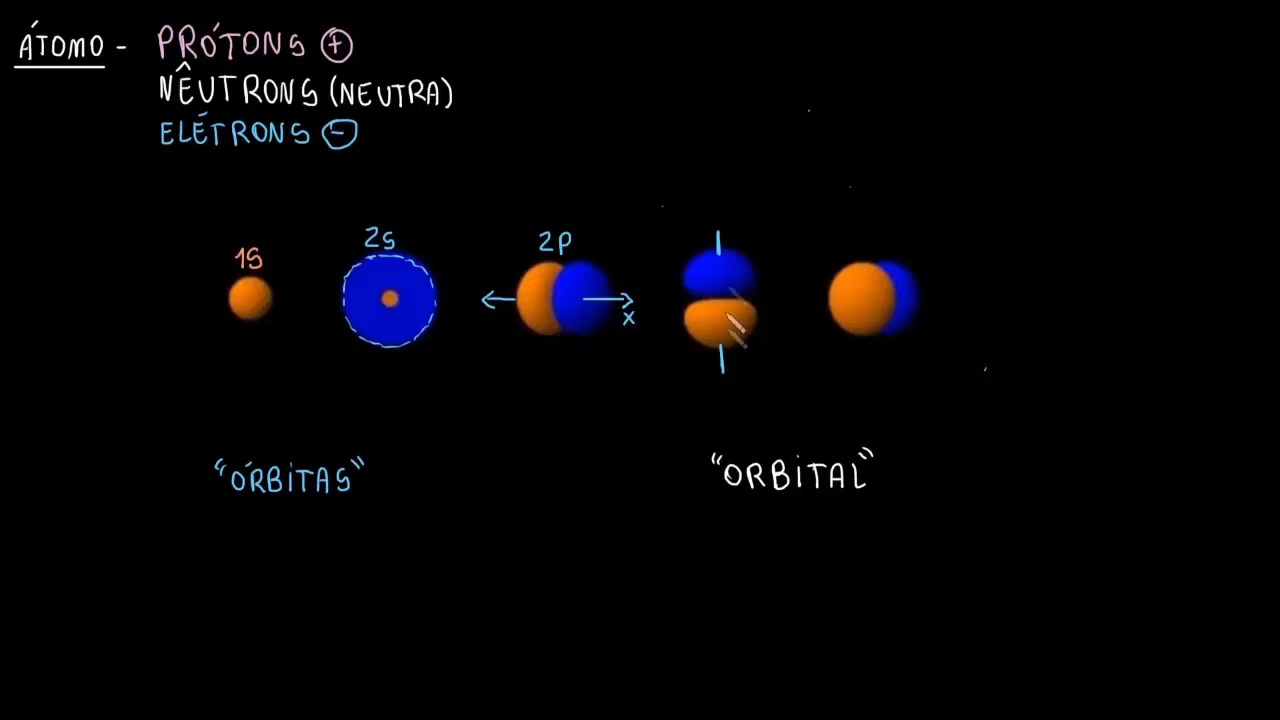 ÁTOMO - PRÓTONS +
NÊUTRONS (NEUTRA)
ELÉTRONS -
1S
2s
2p
x
"ÓRBITAS"
"ORBITAL"